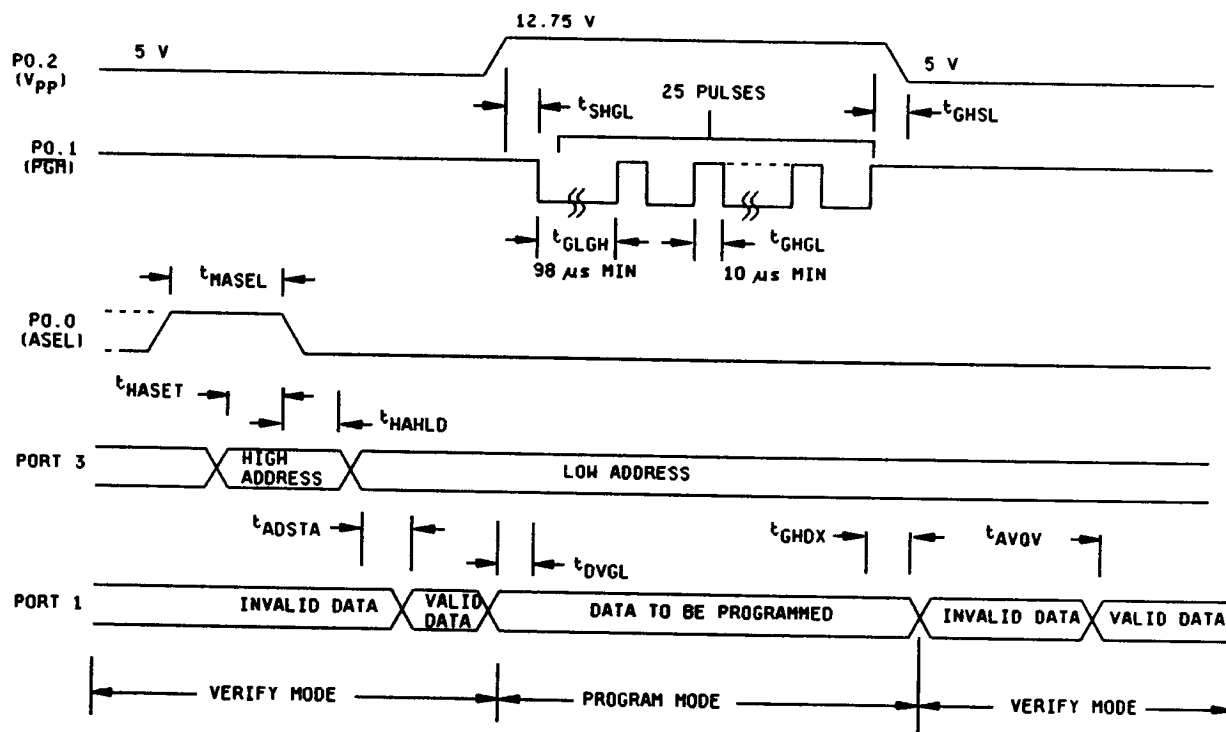 12.75 V
5 V
P0.2
(VPP)
5 V
tSHGL
25 PULSES
tGHSL
P0.1
(PGM)
tGLGH
98 μs MIN
tGHGL
10 μs MIN
tMASEL
P0.0
(ASEL)
tHASET
tHAHLD
PORT 3
HIGH
ADDRESS
LOW ADDRESS
tADSTA
tDVGL
tGHDX
tAVQV
PORT 1
INVALID DATA
VALID
DATA
DATA TO BE PROGRAMMED
INVALID DATA
VALID DATA
VERIFY MODE
PROGRAM MODE
VERIFY MODE